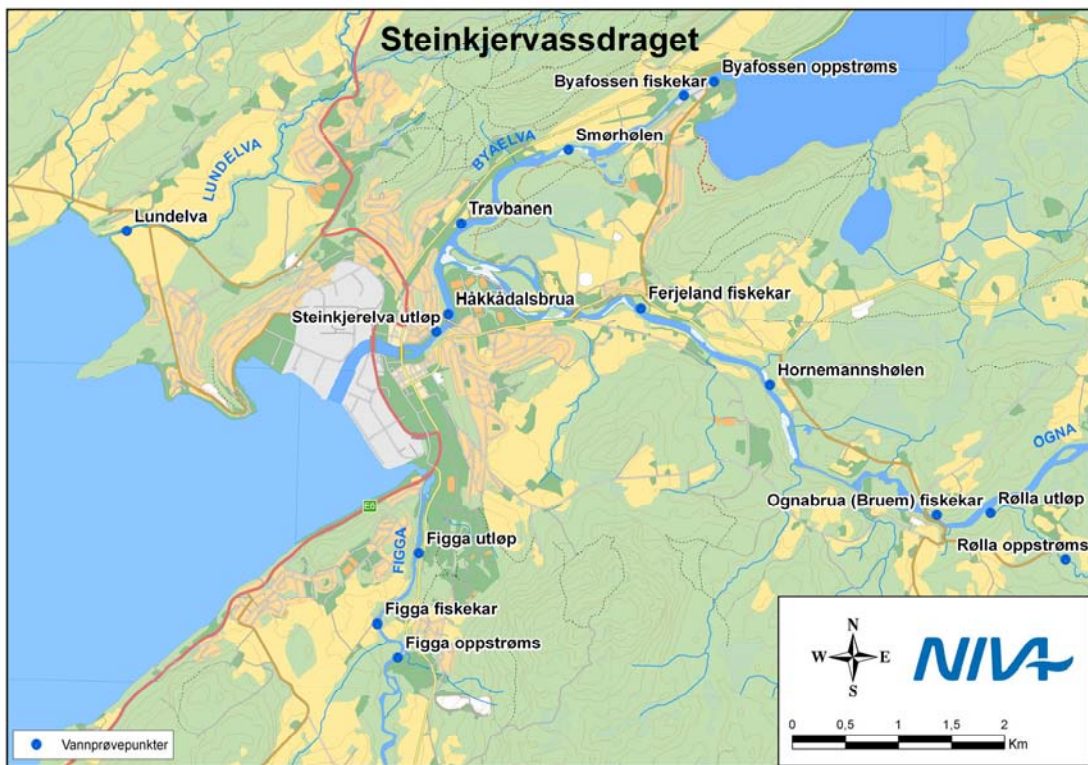 Steinkjervassdraget
Byafossen oppstrøms
Byafossen fiskekar
Smørhølen
BYAELVA
LUNDELVA
Lundelva
Travbanen
Håkkådalsbrua
Ferjeland fiskekar
Steinkjerelva utløp
Hornemannshølen
OGNA
Ognabrua (Bruem) fiskekar
Rølla utløp
Rølla oppstrøms
E6
Figga utløp
FIGGA
Figga fiskekar
Figga oppstrøms
N
W E
S
NIVA
0 0,5 1 1,5 2
Km
Vannprøvepunkter